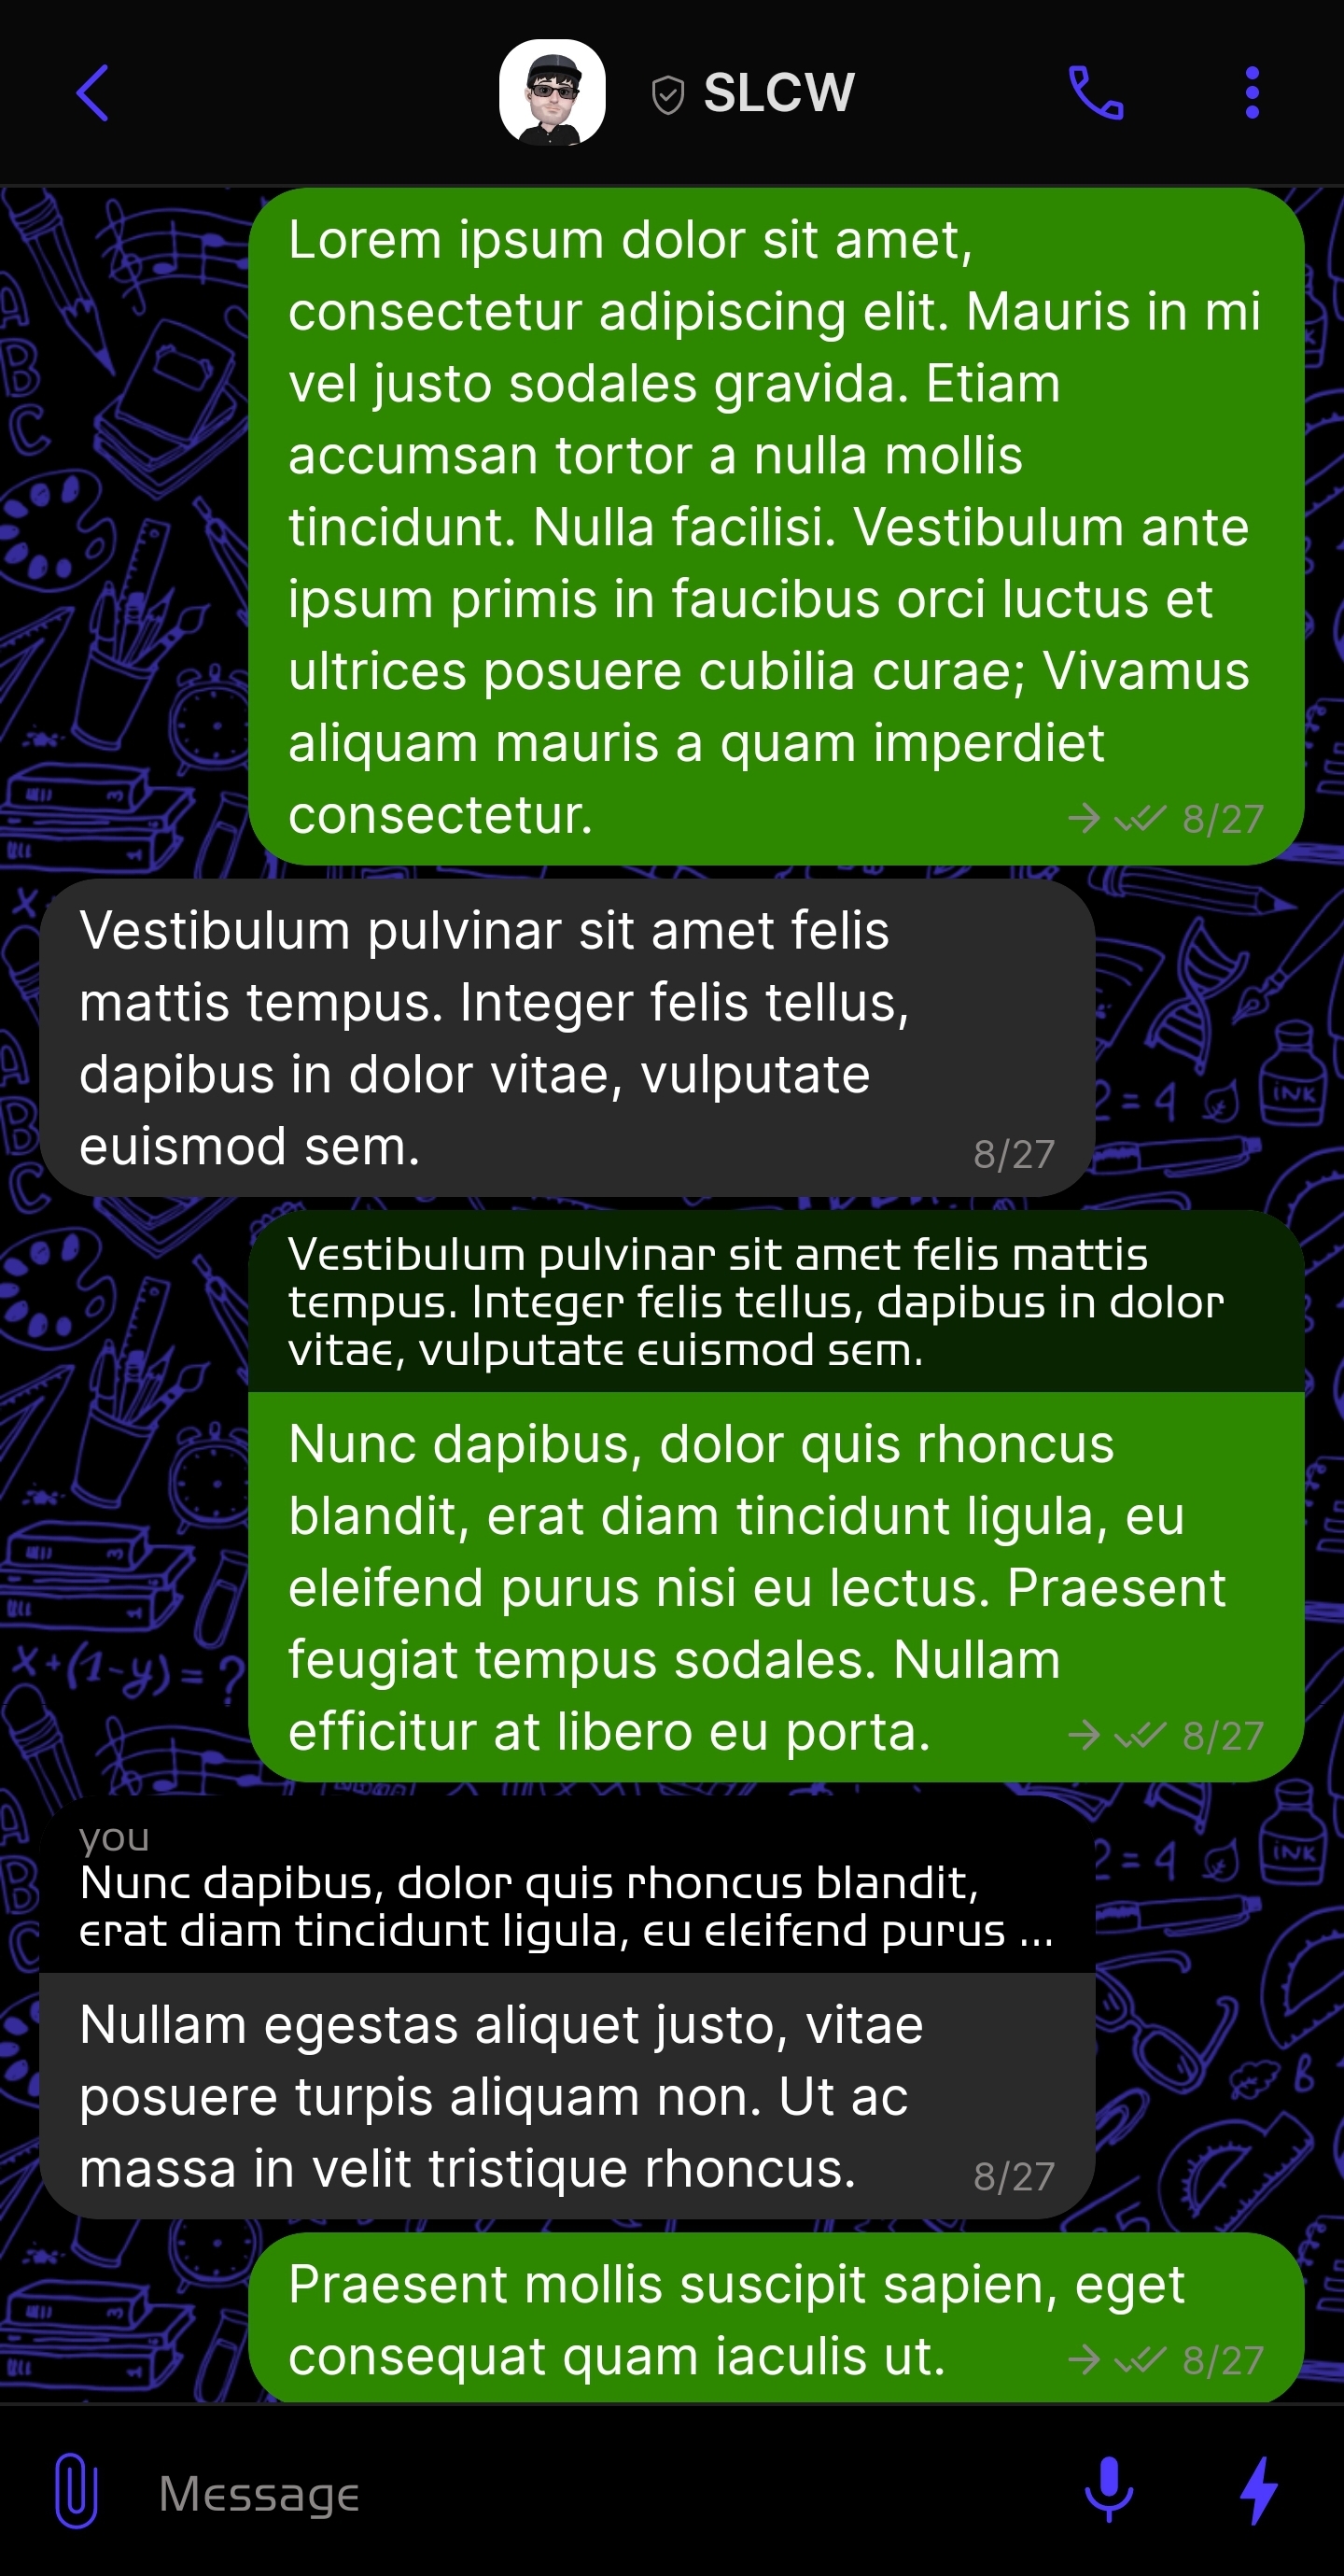 SLCW
Lorem ipsum dolor sit amet,
consectetur adipiscing elit. Mauris in mi
vel justo sodales gravida. Etiam
accumsan tortor a nulla mollis
tincidunt. Nulla facilisi. Vestibulum ante
ipsum primis in faucibus orci luctus et
ultrices posuere cubilia curae; Vivamus
aliquam mauris a quam imperdiet
consectetur.
8/27
Vestibulum pulvinar sit amet felis
mattis tempus. Integer felis tellus,
dapibus in dolor vitae, vulputate
euismod sem.
8/27
Vestibulum pulvinar sit amet felis mattis
tempus. Integer felis tellus, dapibus in dolor
vitae, vulputate euismod sem.
Nunc dapibus, dolor quis rhoncus
blandit, erat diam tincidunt ligula, eu
eleifend purus nisi eu lectus. Praesent
feugiat tempus sodales. Nullam
efficitur at libero eu porta.
8/27
x+(1-y)=?
you
Nunc dapibus, dolor quis rhoncus blandit,
erat diam tincidunt ligula, eu eleifend purus ...
Nullam egestas aliquet justo, vitae
posuere turpis aliquam non. Ut ac
massa in velit tristique rhoncus.
8/27
Praesent mollis suscipit sapien, eget
consequat quam iaculis ut.
8/27
Message